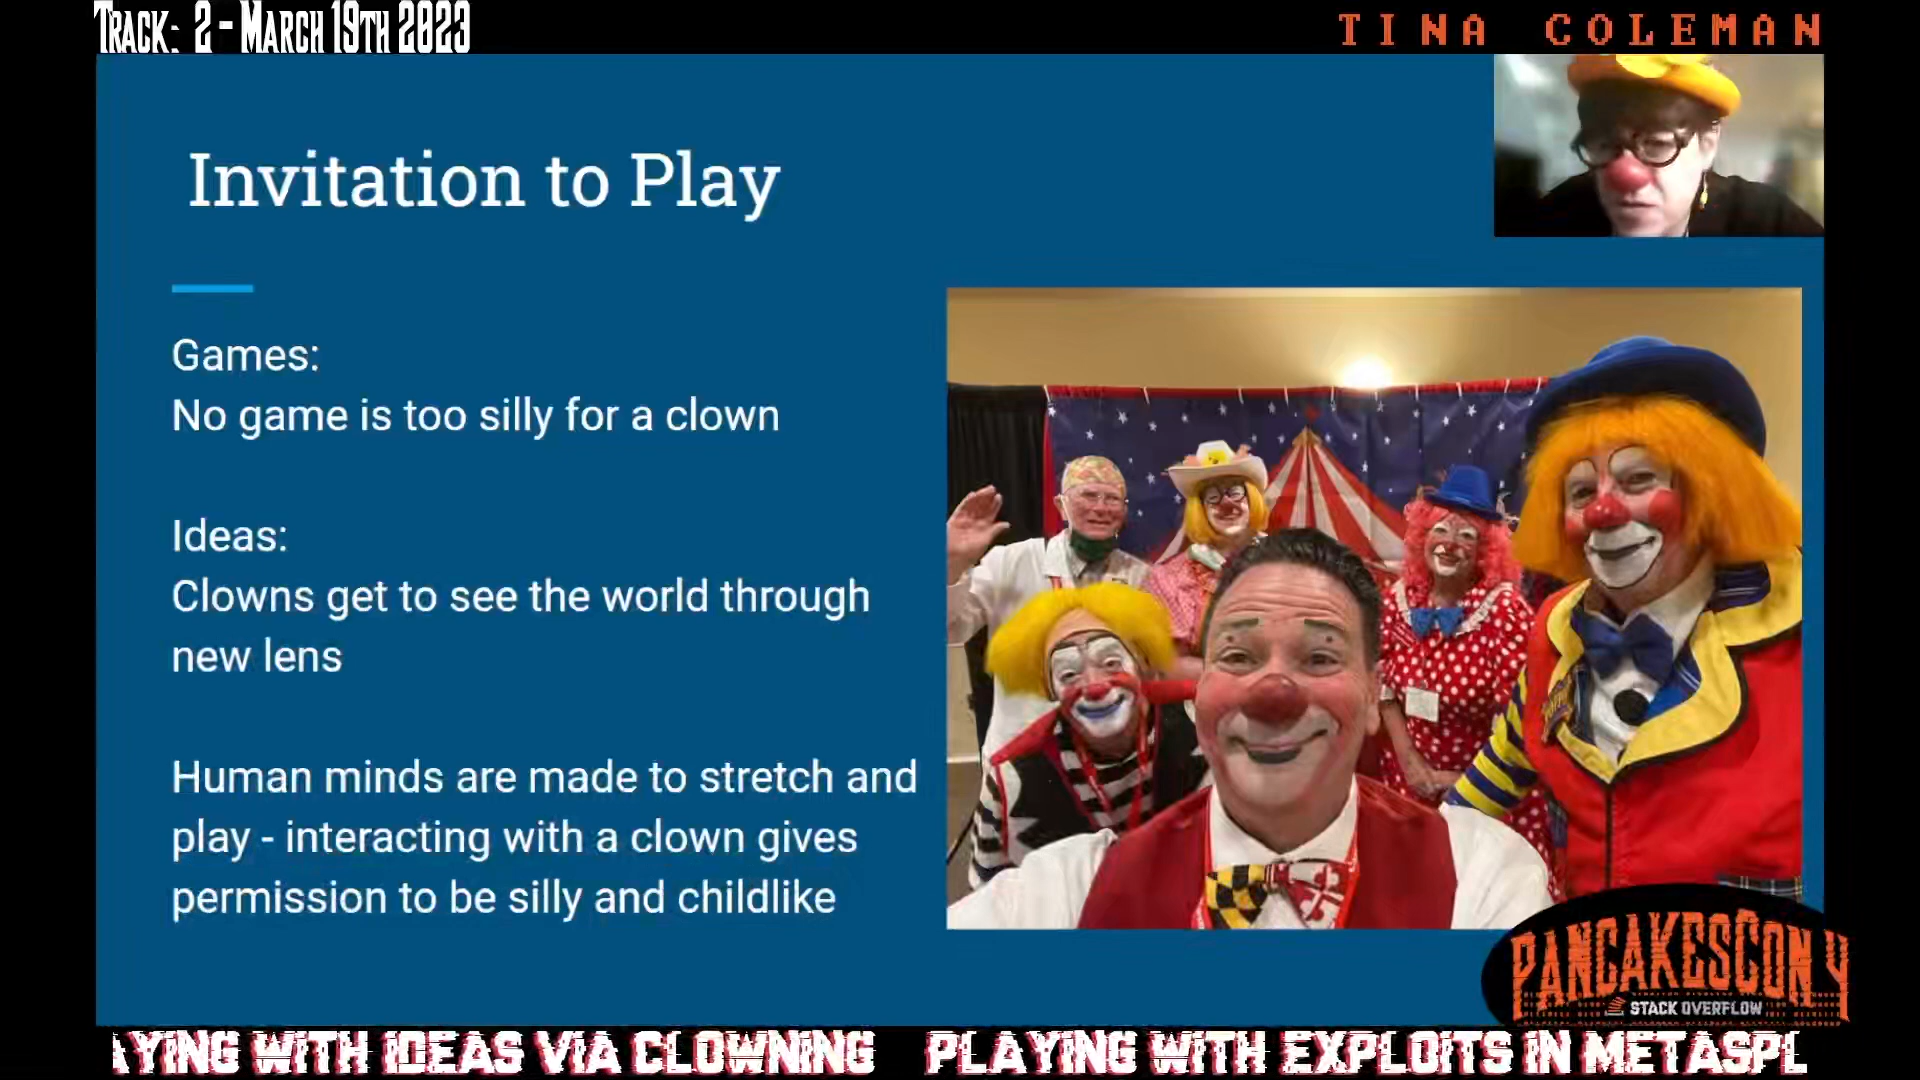 TRACK: 2 - MARCH 19TH 2023
TINA COLEMAN
Invitation to Play
Games:
No game is too silly for a clown
Ideas:
Clowns get to see the world through
new lens
Human minds are made to stretch and
play - interacting with a clown gives
permission to be silly and childlike
PANCAKESCON 4
STACK OVERFLOW
AYING WITH IDEAS VIA CLOWNING PLAYING WITH EXPLOITS IN METASPL